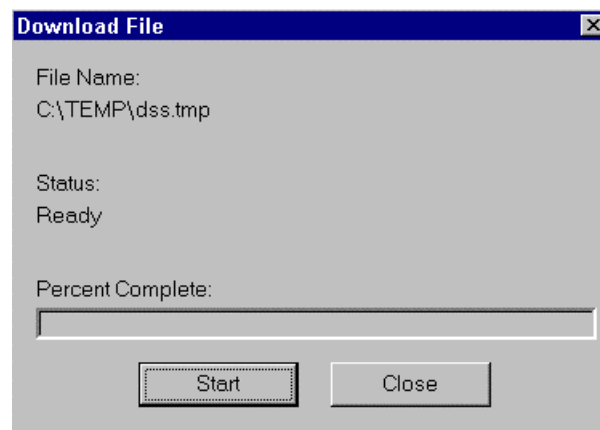 Download File
File Name:
C:\TEMP\dss.tmp
Status:
Ready
Percent Complete:
Start
Close